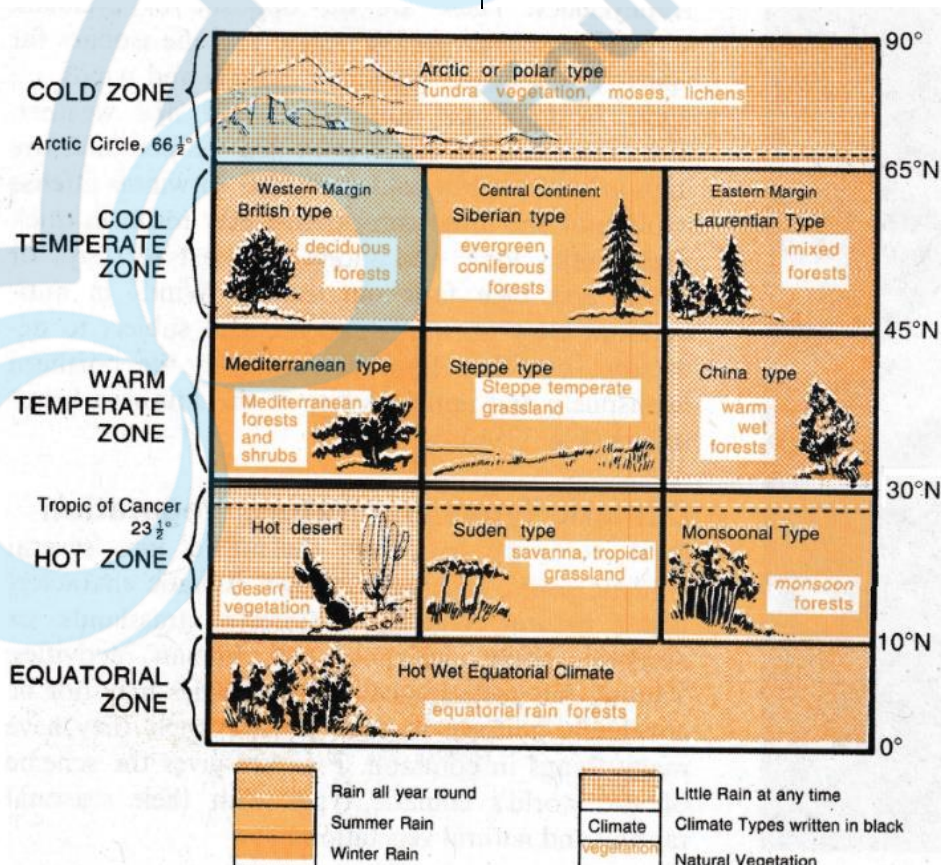 90°
COLD ZONE
Arctic or polar type
tundra vegetation, moses, lichens
Arctic Circle, 66 1/2°
65°N
COOL
TEMPERATE
ZONE
Western Margin
British type
deciduous
forests
Central Continent
Siberian type
evergreen
coniferous
forests
Eastern Margin
Laurentian Type
mixed
forests
45°N
WARM
TEMPERATE
ZONE
Mediterranean type
Mediterranean
forests
and
shrubs
Steppe type
Steppe temperate
grassland
China type
warm
wet
forests
30°N
Tropic of Cancer
23 1/2°
HOT ZONE
Hot desert
desert
vegetation
Suden type
savanna, tropical
grassland
Monsoonal Type
monsoon
forests
10°N
EQUATORIAL
ZONE
Hot Wet Equatorial Climate
equatorial rain forests
0°
Rain all year round
Summer Rain
Winter Rain
Little Rain at any time
Climate
Climate Types written in black
vegetation
Natural Vegetation